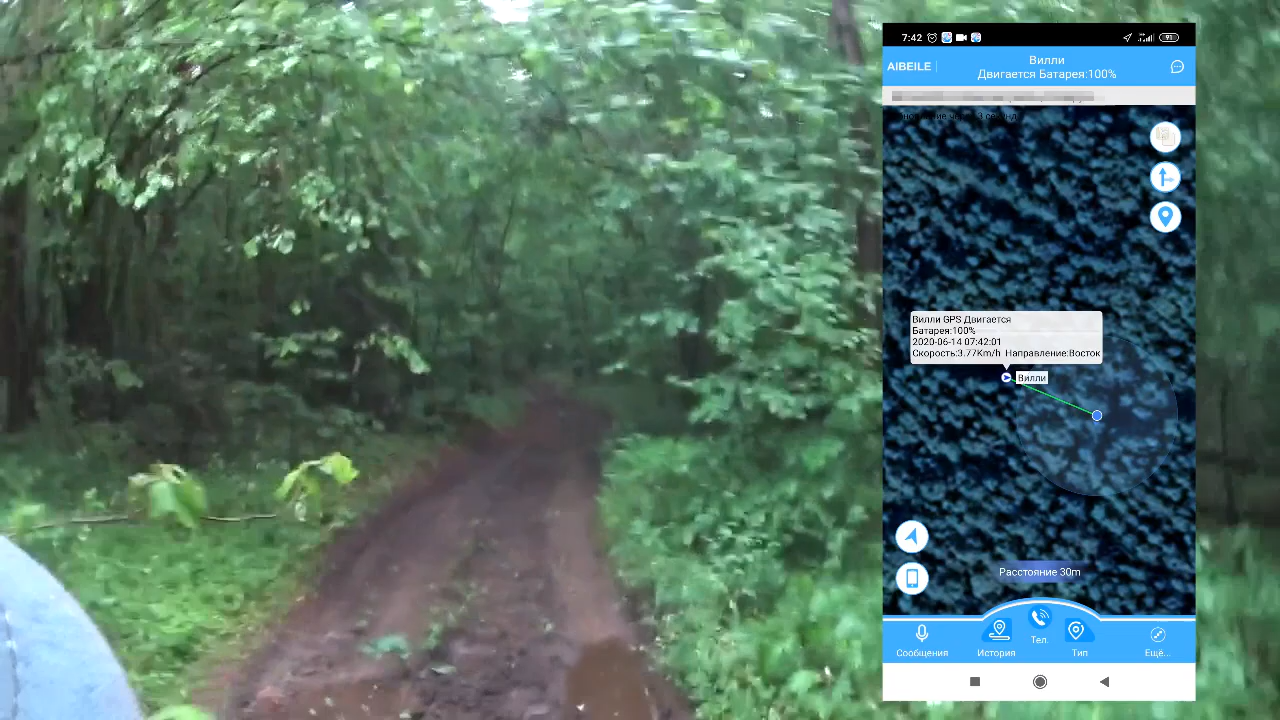 7:42
91
AIBEILE
Вилли
Двигается Батарея:100%
Вилли GPS Двигается
Батарея:100%
2020-06-14 07:42:01
Скорость:3.77Km/h Направление:Восток
Вилли
Расстояние 30m
Сообщения
История
Тел.
Тип
Ещё...